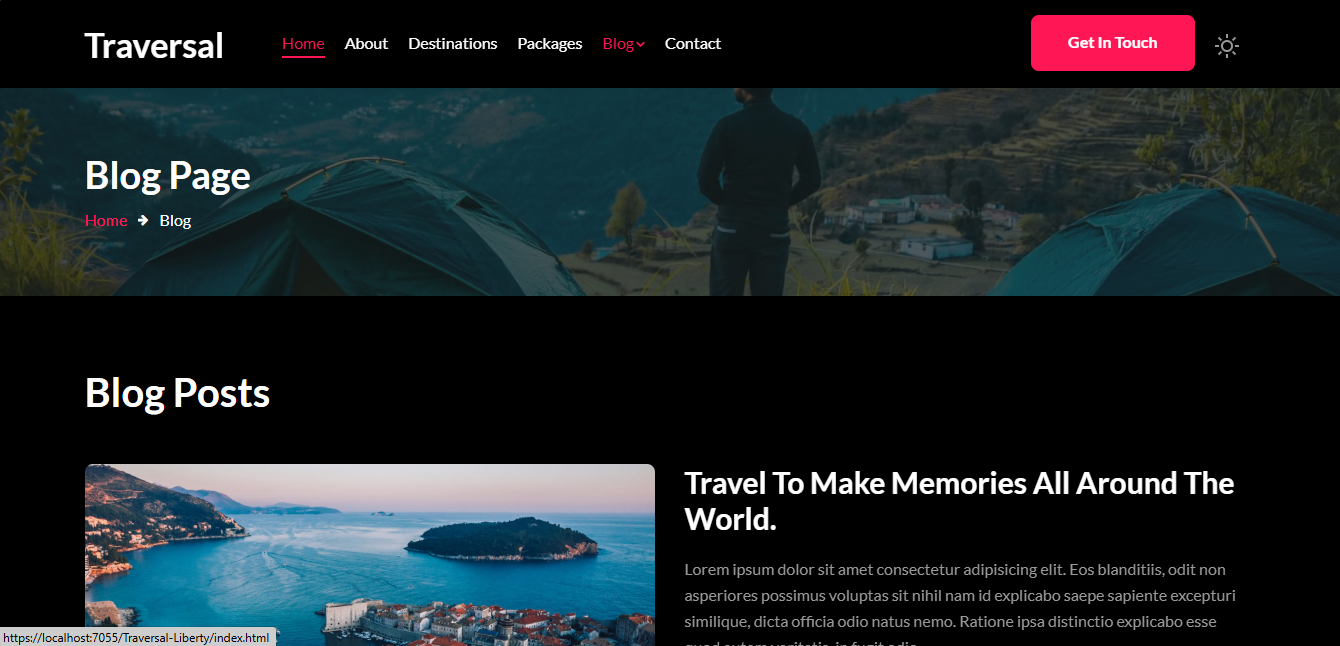 Traversal
Home
About
Destinations
Packages
Blog
Contact
Get In Touch
Blog Page
Home
Blog
Blog Posts
Travel To Make Memories All Around The
World.
Lorem ipsum dolor sit amet consectetur adipisicing elit. Eos blanditiis, odit non
asperiores possimus voluptas sit nihil nam id explicabo saepe sapiente excepturi
similique, dicta officia odio natus nemo. Ratione ipsa distinctio explicabo esse
https://localhost:7055/Traversal-Liberty/index.html